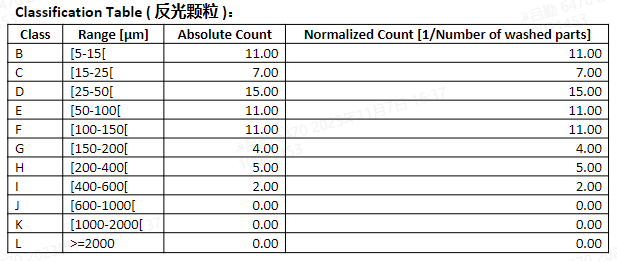 Classification Table ( 反光颗粒 ):
Class Range [µm] Absolute Count Normalized Count [1/Number of washed parts]
B [5-15[ 11.00 11.00
C [15-25[ 7.00 7.00
D [25-50[ 15.00 15.00
E [50-100[ 11.00 11.00
F [100-150[ 11.00 11.00
G [150-200[ 4.00 4.00
H [200-400[ 5.00 5.00
I [400-600[ 2.00 2.00
J [600-1000[ 0.00 0.00
K [1000-2000[ 0.00 0.00
L >=2000 0.00 0.00